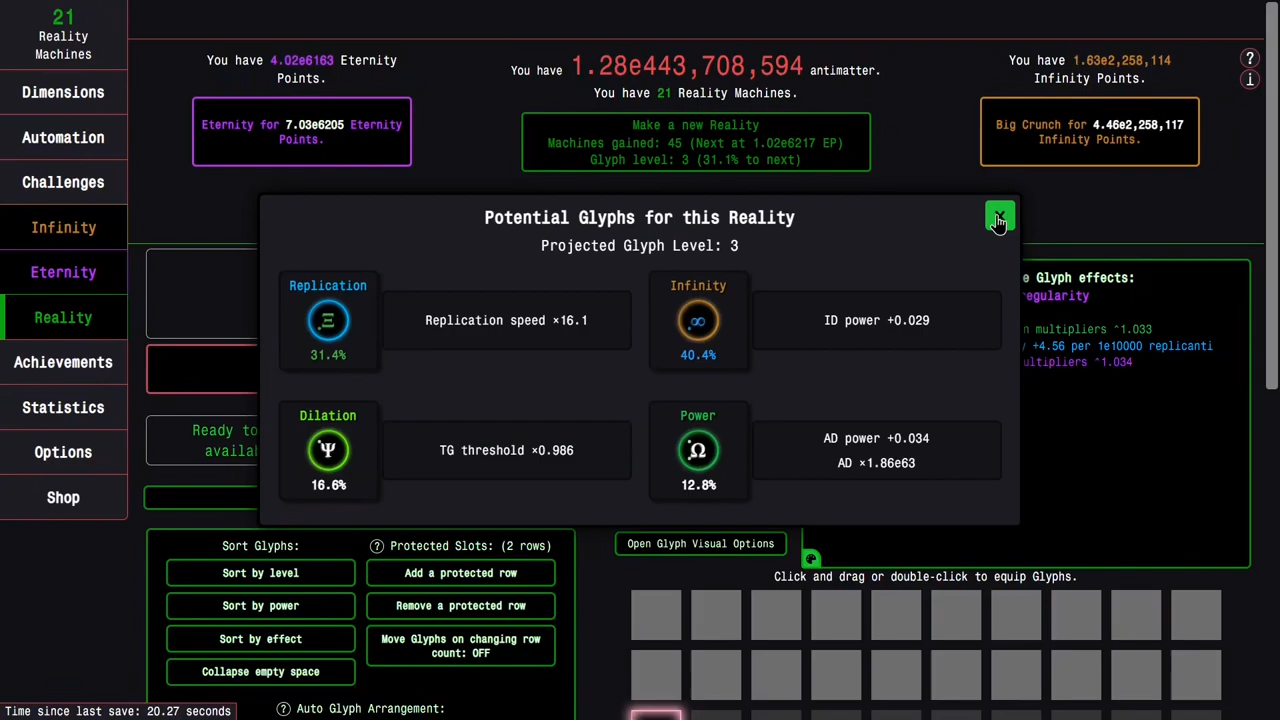 21
Reality
Machines
Dimensions
Automation
Challenges
Infinity
Eternity
Reality
Achievements
Statistics
Options
Shop
You have 4.02e6163 Eternity
Points.
Eternity for 7.03e6205 Eternity
Points.
You have 1.28e443,708,594 antimatter.
You have 21 Reality Machines.
Make a new Reality
Machines gained: 45 (Next at 1.02e6217 EP)
Glyph level: 3 (31.1% to next)
You have 1.63e2,258,114
Infinity Points.
Big Crunch for 4.46e2,258,117
Infinity Points.
?
i
Potential Glyphs for this Reality
Projected Glyph Level: 3
Replication
Ξ
31.4%
Replication speed ×16.1
Infinity
∞
40.4%
ID power +0.029
Dilation
Ψ
16.6%
TG threshold ×0.986
Power
Ω
12.8%
AD power +0.034
AD ×1.86e63
e Glyph effects:
egularity
n multipliers ^1.033
y +4.56 per 1e10000 replicanti
ultipliers ^1.034
Ready to
availa
Sort Glyphs:
Sort by level
Sort by power
Sort by effect
Collapse empty space
? Protected Slots: (2 rows)
Add a protected row
Remove a protected row
Move Glyphs on changing row
count: OFF
? Auto Glyph Arrangement:
Open Glyph Visual Options
Click and drag or double-click to equip Glyphs.
Time since last save: 20.27 seconds